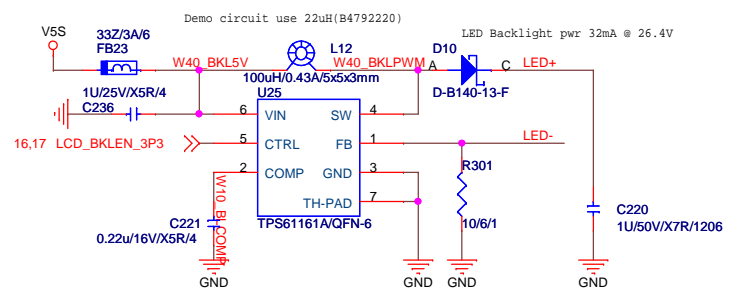 Demo circuit use 22uH(B4792220)
V5S
33Z/3A/6
FB23
L12
LED Backlight pwr 32mA @ 26.4V
W40_BKL5V
W40_BKLPWM
D10
A
C
LED+
100uH/0.43A/5x5x3mm
D-B140-13-F
1U/25V/X5R/4
C236
U25
6
VIN
SW
4
16,17 LCD_BKLEN_3P3
5
CTRL
FB
1
LED-
2
COMP
GND
3
R301
TH-PAD
7
TPS61161A/QFN-6
C221
0.22u/16V/X5R/4
10/6/1
C220
1U/50V/X7R/1206
GND
GND
GND
GND